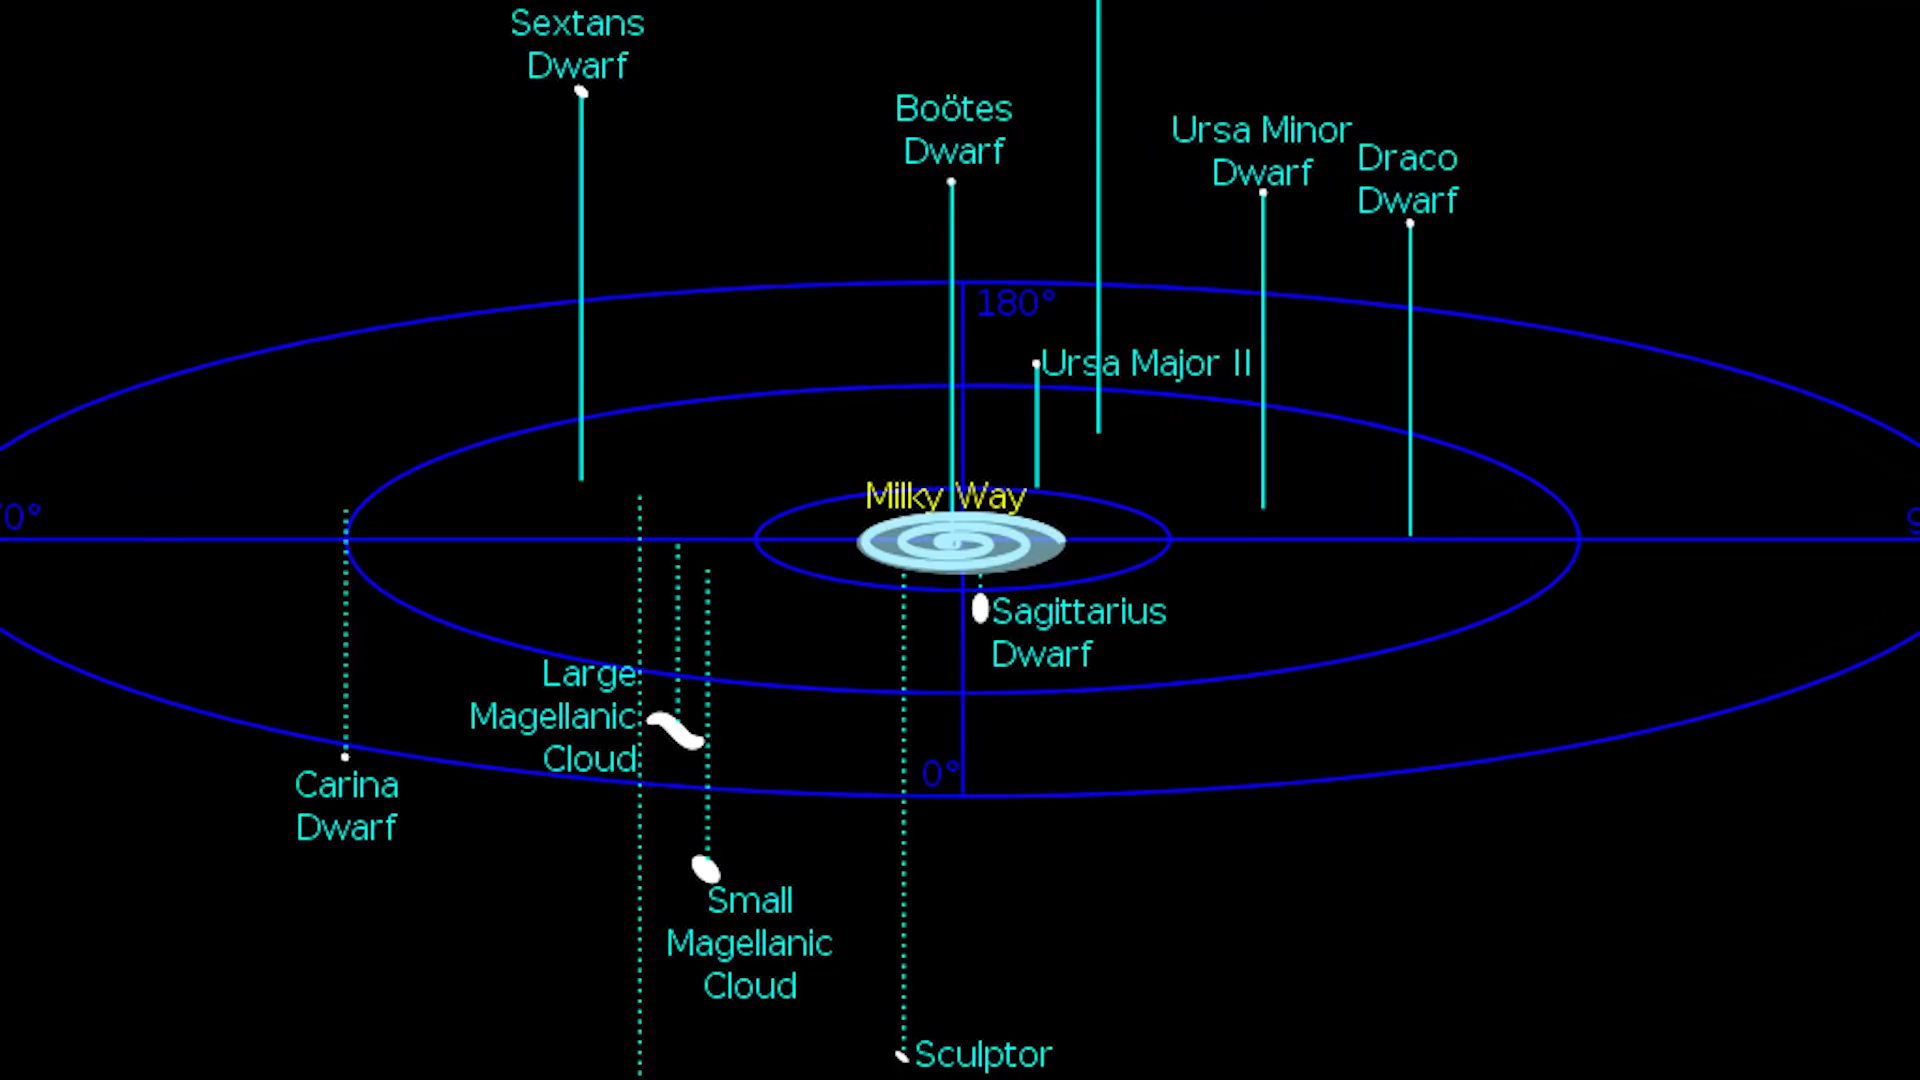 Sextans
Dwarf
Boötes
Dwarf
Ursa Minor
Dwarf
Draco
Dwarf
180°
Ursa Major II
Milky Way
0°
Sagittarius
Dwarf
Large
Magellanic
Cloud
0°
Carina
Dwarf
Small
Magellanic
Cloud
Sculptor